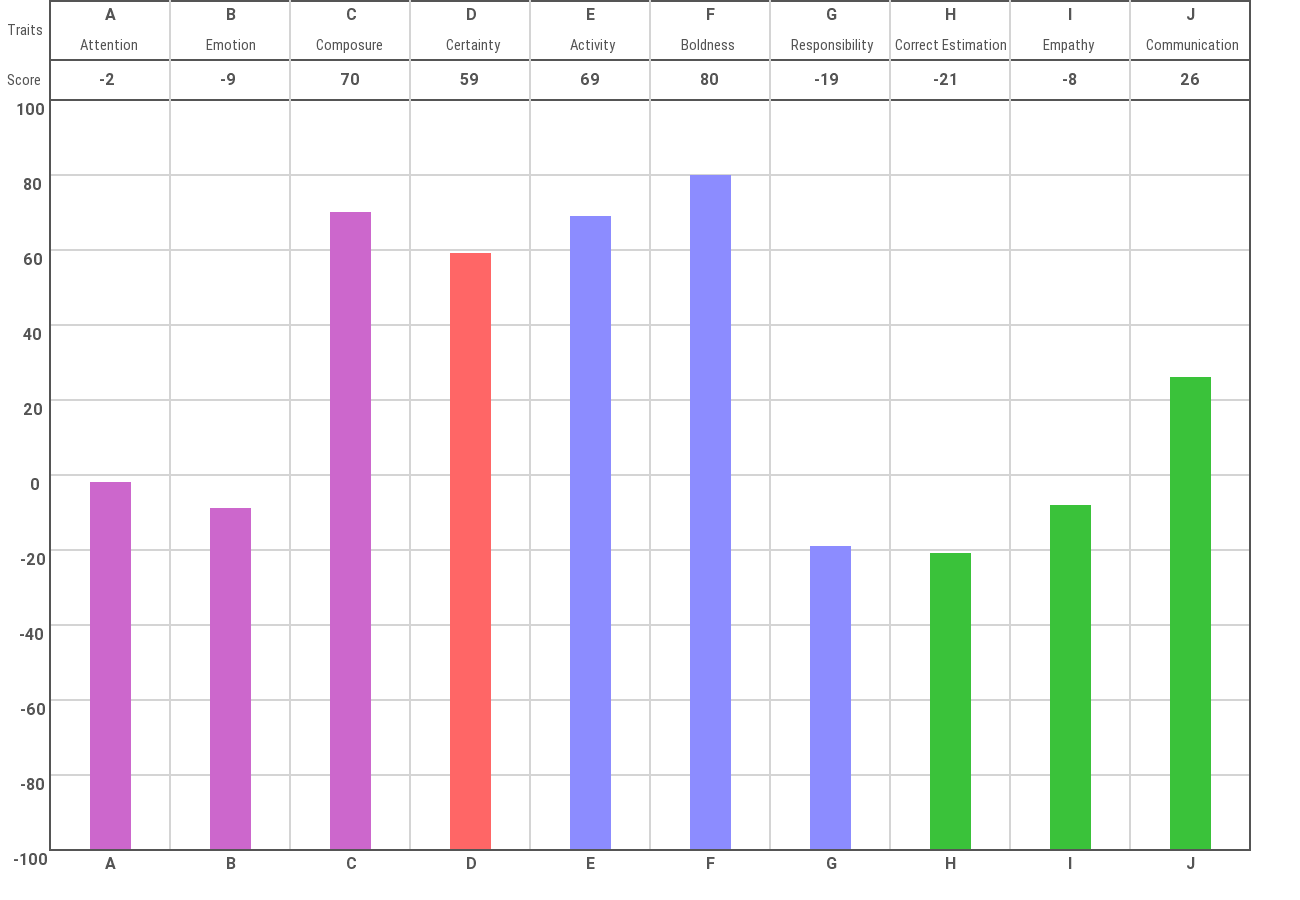 A B C D E F G H I J
Traits
Attention Emotion Composure Certainty Activity Boldness Responsibility Correct Estimation Empathy Communication
Score -2 -9 70 59 69 80 -19 -21 -8 26
100
80
60
40
20
0
-20
-40
-60
-80
-100
A B C D E F G H I J